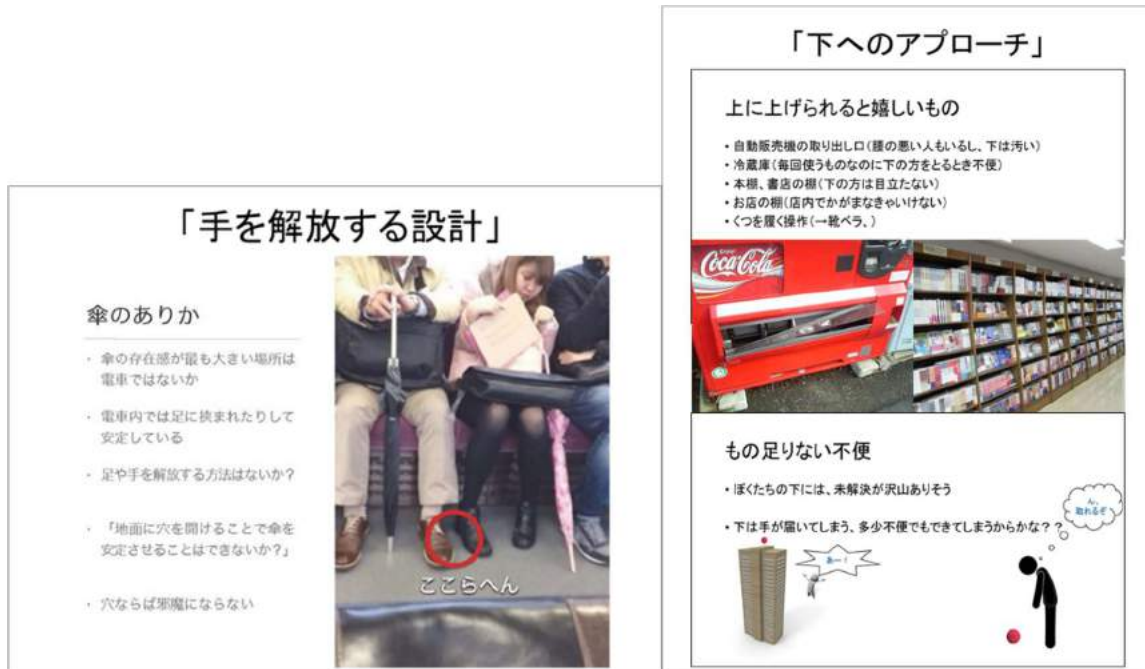 「手を解放する設計」
傘のありか
・ 傘の存在感が最も大きい場所は
電車ではないか
・ 電車内では足に挟まれたりして
安定している
・ 足や手を解放する方法はないか？
・ 「地面に穴を開けることで傘を
安定させることはできないか？」
・ 穴ならば邪魔にならない
ここらへん
「下へのアプローチ」
上に上げられると嬉しいもの
・自動販売機の取り出し口（腰の悪い人もいるし、下は汚い）
・冷蔵庫（毎回使うものなのに下の方をとるとき不便）
・本棚、書店の棚（下の方は目立たない）
・お店の棚（店内でかがまなきゃいけない）
・くつを履く操作（→靴ベラ、）
Enjoy
Coca-Cola
もの足りない不便
・ぼくたちの下には、未解決が沢山ありそう
・下は手が届いてしまう、多少不便でもできてしまうからかな？？
あー！
ん、
取れるぞ